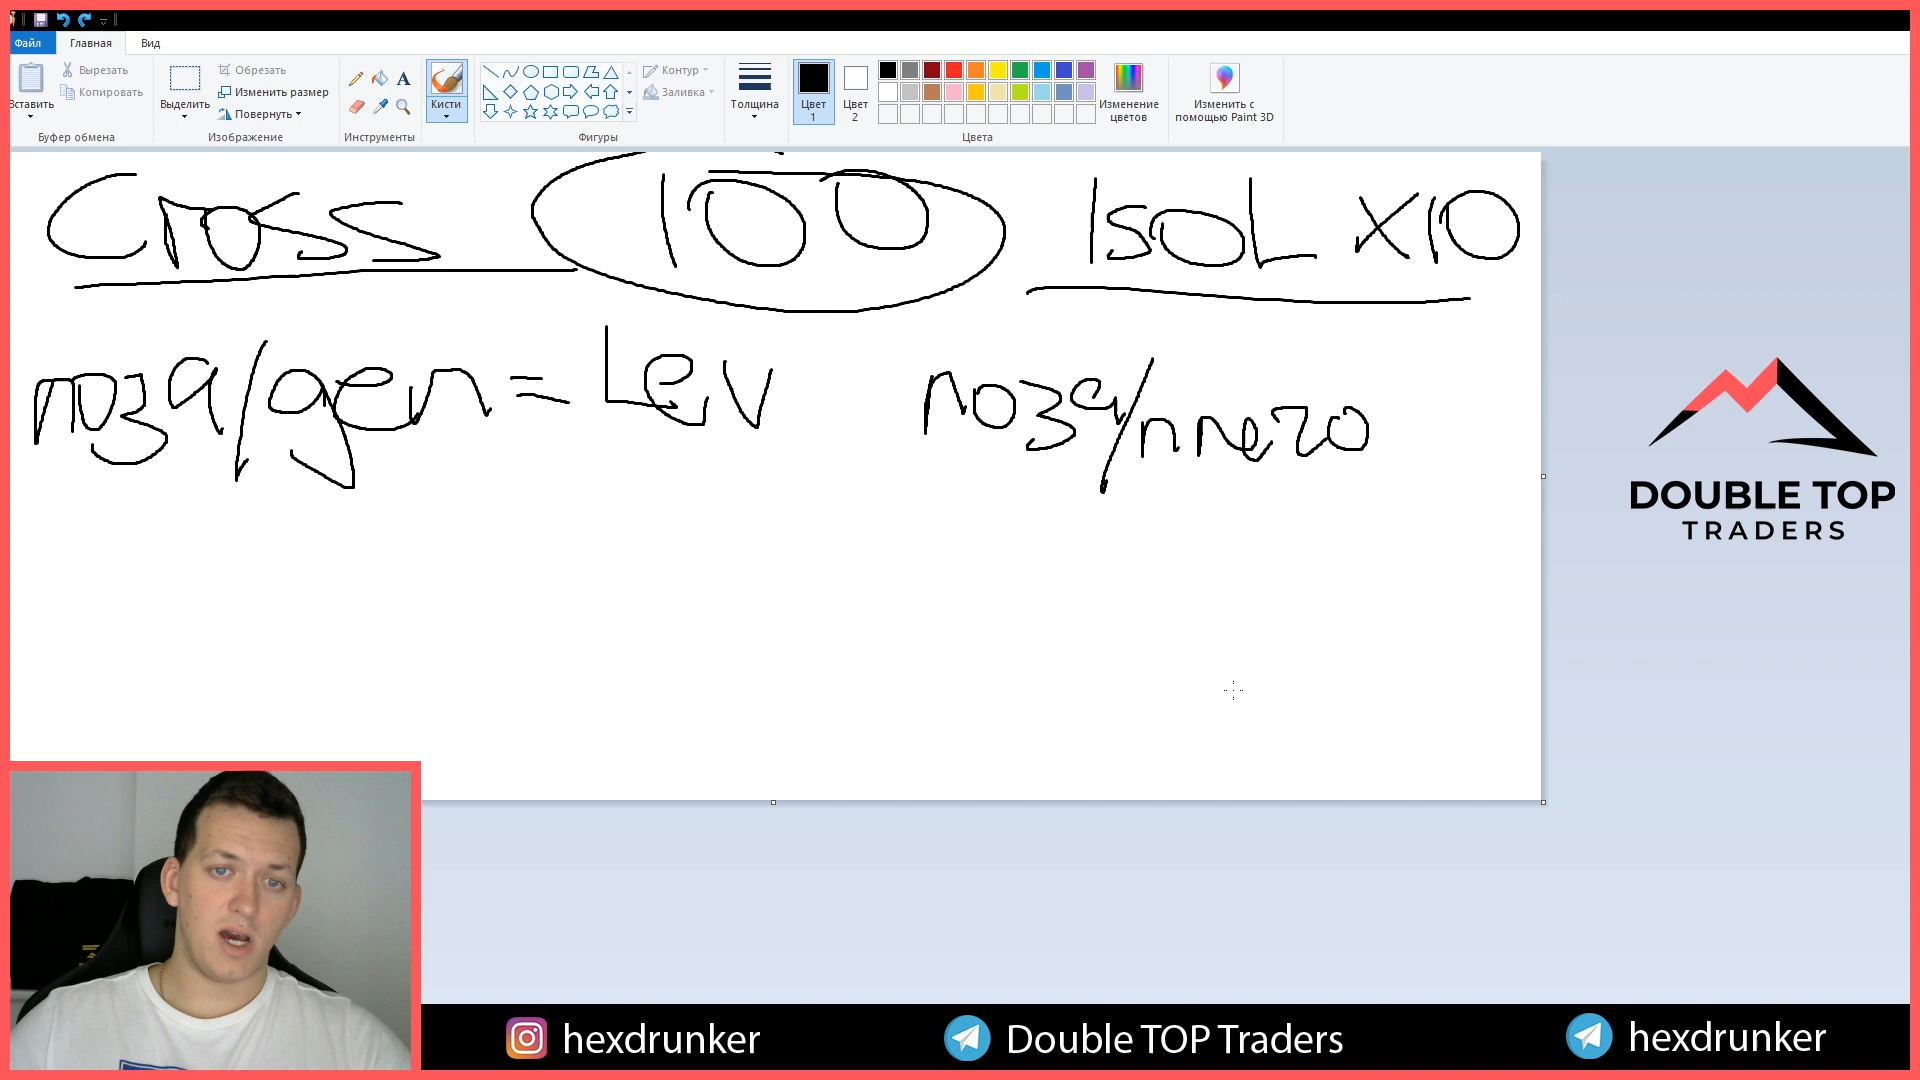 Файл Главная Вид
Вставить
Вырезать
Копировать
Буфер обмена
Выделить
Обрезать
Изменить размер
Повернуть
Изображение
A
Инструменты
Кисти
Контур
Заливка
Фигуры
Толщина
Цвет 1
Цвет 2
Цвета
Изменение цветов
Изменить с помощью Paint 3D
Cross 100 Isol x10
поза/деп = Lev поза/плечо
DOUBLE TOP
TRADERS
hexdrunker Double TOP Traders hexdrunker